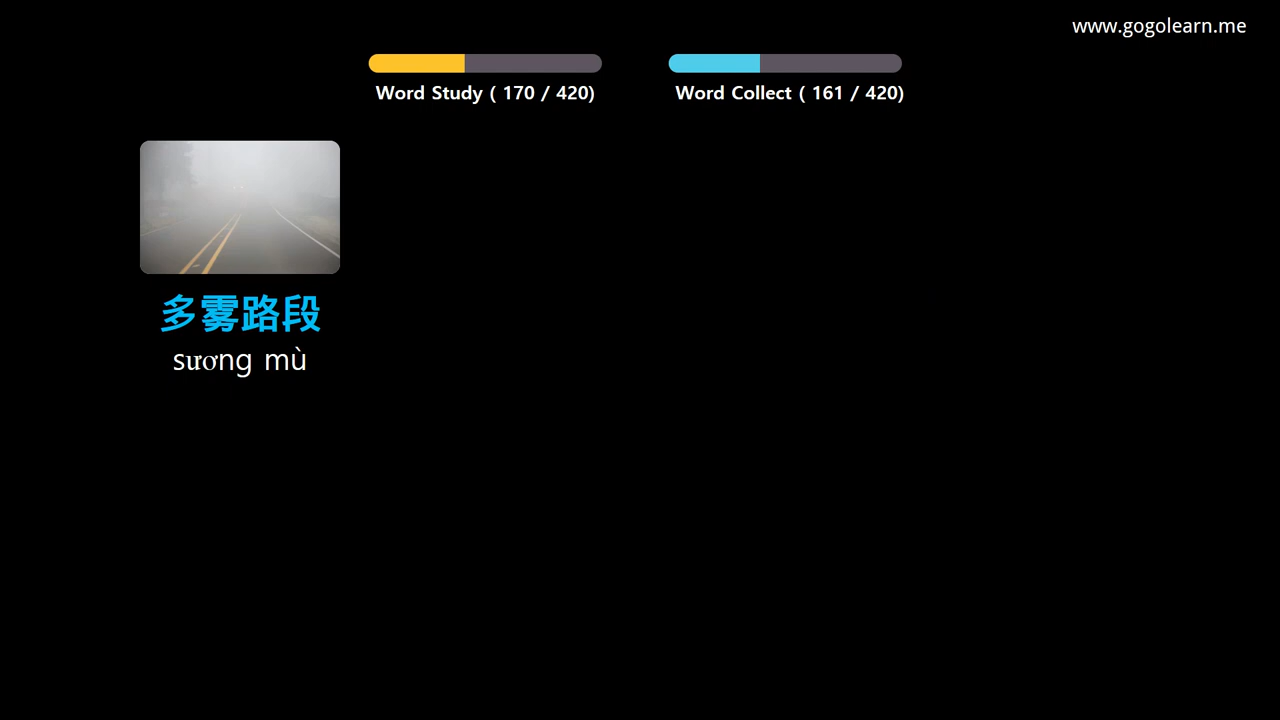 www.gogolearn.me
Word Study ( 170 / 420)
Word Collect ( 161 / 420)
多雾路段
sương mù